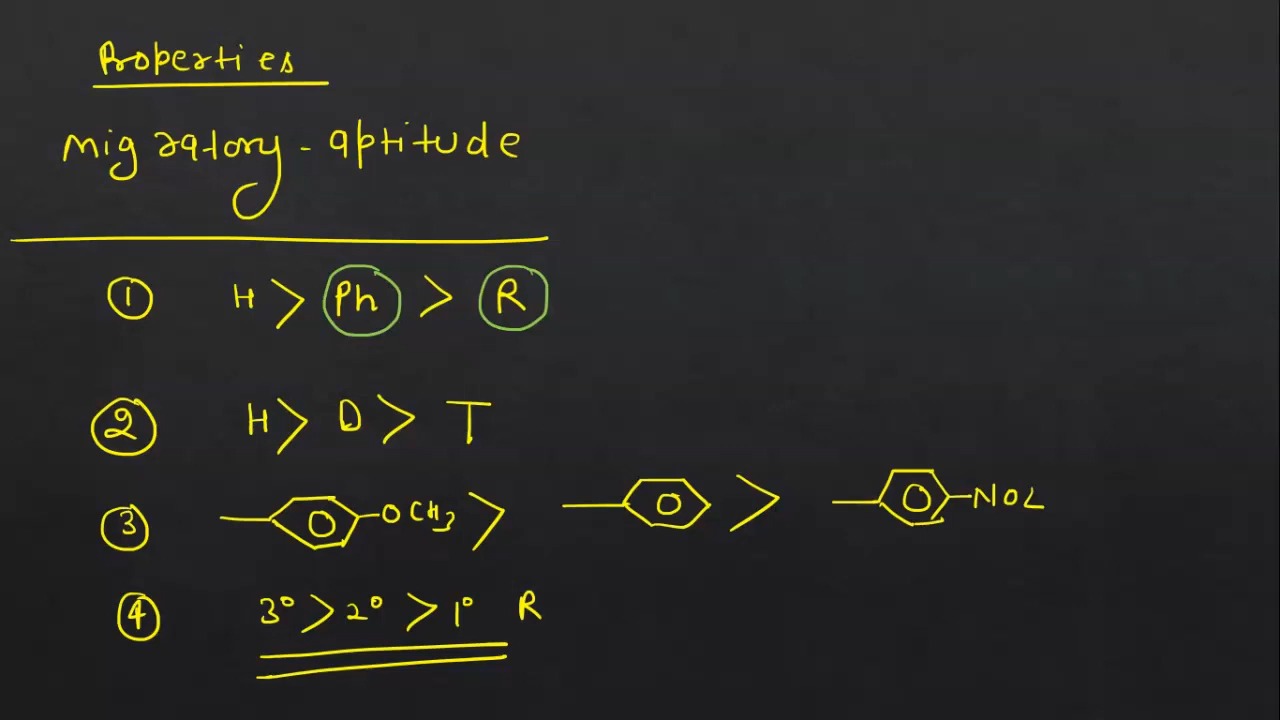 Properties
migratory - aptitude
① H > Ph > R
② H > D > T
③ OCH3 > > NO2
④ 3° > 2° > 1° R